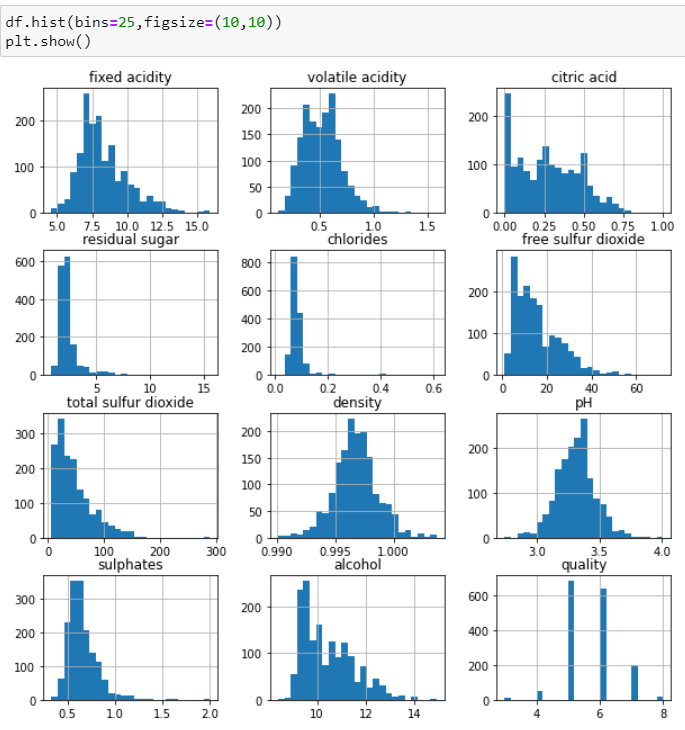 df.hist(bins=25,figsize=(10,10))
plt.show()
fixed acidity volatile acidity citric acid
200 200 200
150
100 100 100
50
0 0 0
5.0 7.5 10.0 12.5 15.0 0.5 1.0 1.5 0.00 0.25 0.50 0.75 1.00
residual sugar chlorides free sulfur dioxide
600 800
600 200
400
400 100
200
200
0 0 0
5 10 15 0.0 0.2 0.4 0.6 0 20 40 60
total sulfur dioxide density pH
300 200 200
200 150
100 100
100
50
0 0 0
0 100 200 300 0.990 0.995 1.000 3.0 3.5 4.0
sulphates alcohol quality
300 200 600
200 400
100
100 200
0 0 0
0.5 1.0 1.5 2.0 10 12 14 4 6 8